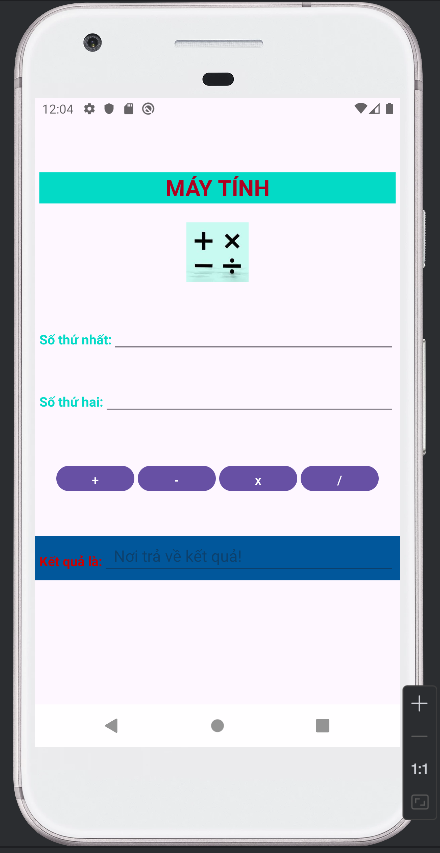 12:04
MÁY TÍNH
+ ×
− ÷
Số thứ nhất:
Số thứ hai:
+ - x /
Kết quả là: Nơi trả về kết quả!
1:1